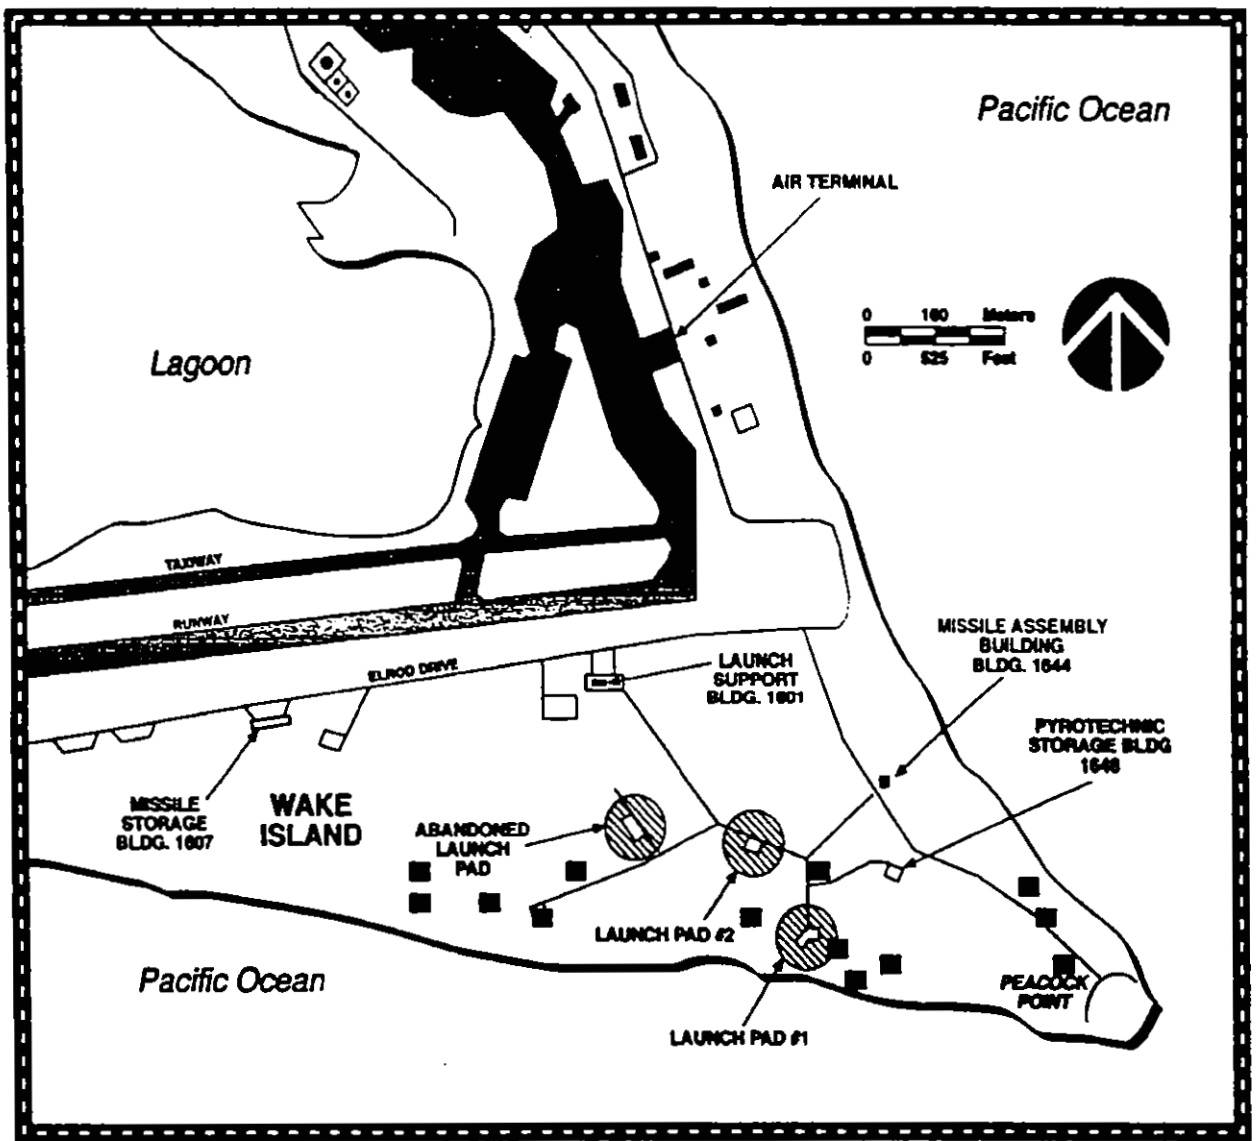 Pacific Ocean
AIR TERMINAL
0 160 Meters
0 525 Feet
Lagoon
TAXIWAY
RUNWAY
ELROD DRIVE
MISSILE ASSEMBLY
BUILDING
BLDG. 1644
LAUNCH
SUPPORT
BLDG. 1601
PYROTECHNIC
STORAGE BLDG
1648
MISSILE
STORAGE
BLDG. 1607
WAKE
ISLAND
ABANDONED
LAUNCH
PAD
LAUNCH PAD #2
Pacific Ocean
PEACOCK
POINT
LAUNCH PAD #1